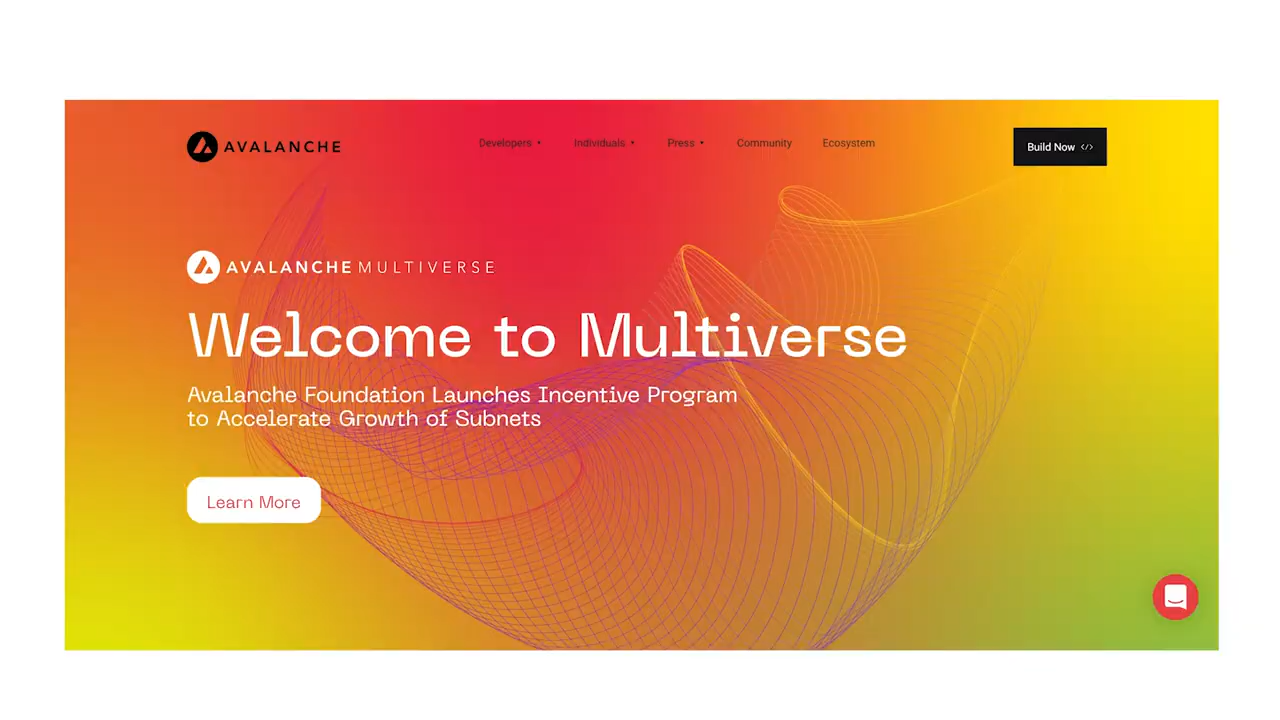 AVALANCHE
Developers
Individuals
Press
Community
Ecosystem
Build Now </>
AVALANCHE MULTIVERSE
Welcome to Multiverse
Avalanche Foundation Launches Incentive Program
to Accelerate Growth of Subnets
Learn More